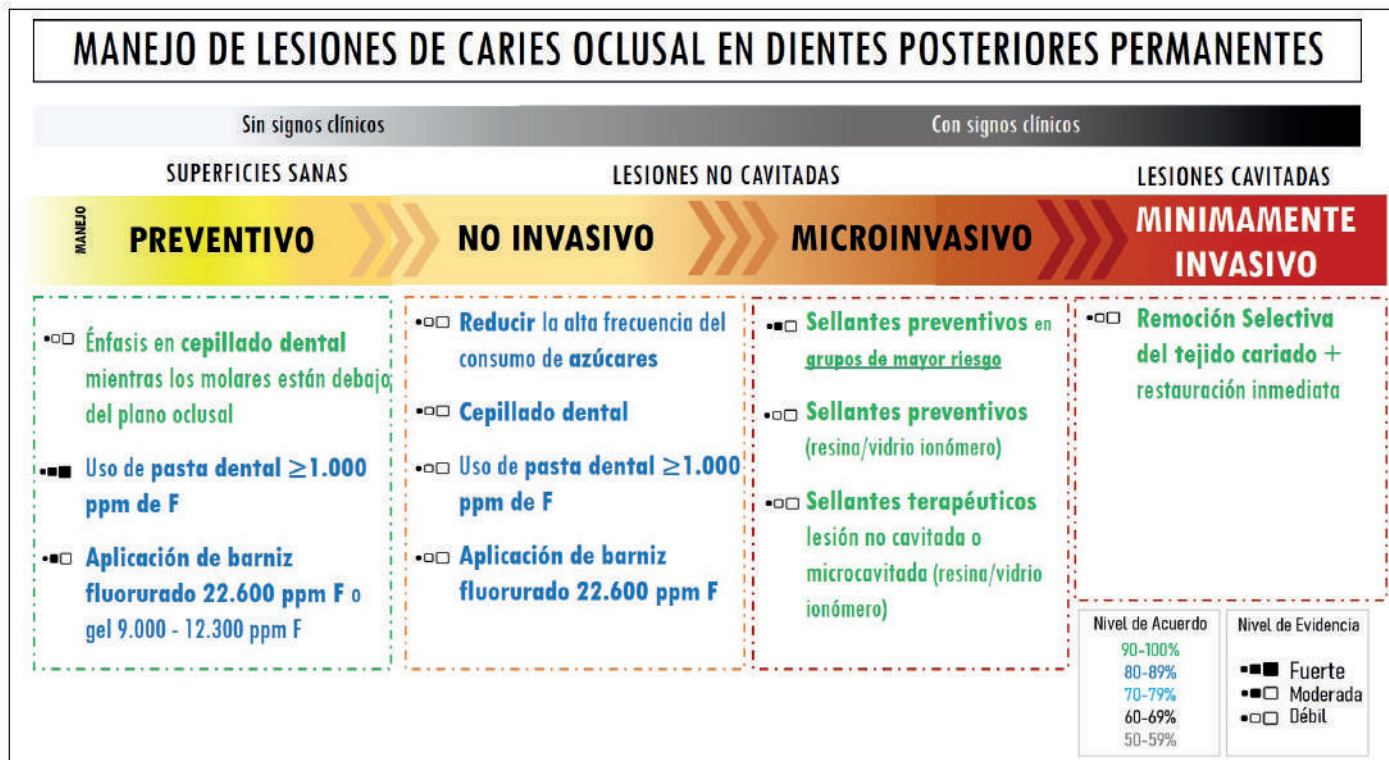 MANEJO DE LESIONES DE CARIES OCLUSAL EN DIENTES POSTERIORES PERMANENTES
Sin signos clínicos
Con signos clínicos
SUPERFICIES SANAS
LESIONES NO CAVITADAS
LESIONES CAVITADAS
MANEJO
PREVENTIVO
NO INVASIVO
MICROINVASIVO
MINIMAMENTE
INVASIVO
Énfasis en cepillado dental
mientras los molares están debajo
del plano oclusal
Uso de pasta dental ≥1.000
ppm de F
Aplicación de barniz
fluorurado 22.600 ppm F o
gel 9.000 - 12.300 ppm F
Reducir la alta frecuencia del
consumo de azúcares
Cepillado dental
Uso de pasta dental ≥1.000
ppm de F
Aplicación de barniz
fluorurado 22.600 ppm F
Sellantes preventivos en
grupos de mayor riesgo
Sellantes preventivos
(resina/vidrio ionómero)
Sellantes terapéuticos
lesión no cavitada o
microcavitada (resina/vidrio
ionómero)
Remoción Selectiva
del tejido cariado +
restauración inmediata
Nivel de Acuerdo
90-100%
80-89%
70-79%
60-69%
50-59%
Nivel de Evidencia
Fuerte
Moderada
Débil